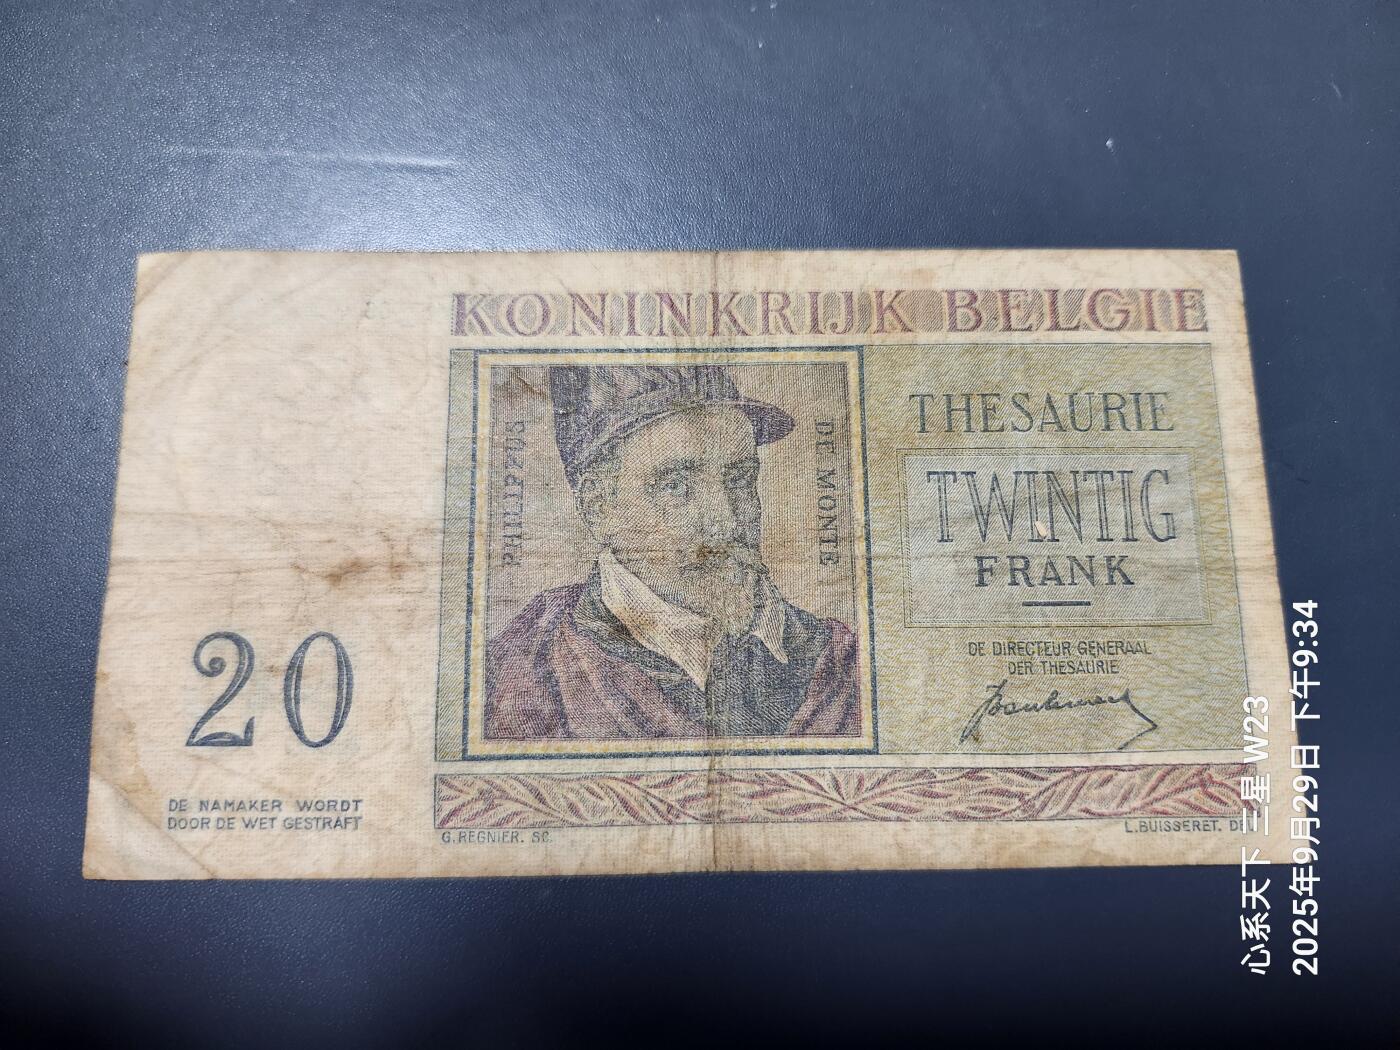 KONINKRIJK BELGIE
PHILIPPUS
DE MONTE
THESAURIE
TWINTIG
FRANK
DE DIRECTEUR GENERAAL
DER THESAURIE
20
DE NAMAKER WORDT
DOOR DE WET GESTRAFT
G. REGNIER. SC.
L. BUISSERET. DEL
心系天下 三星 W23
2025年9月29日 下午9:34